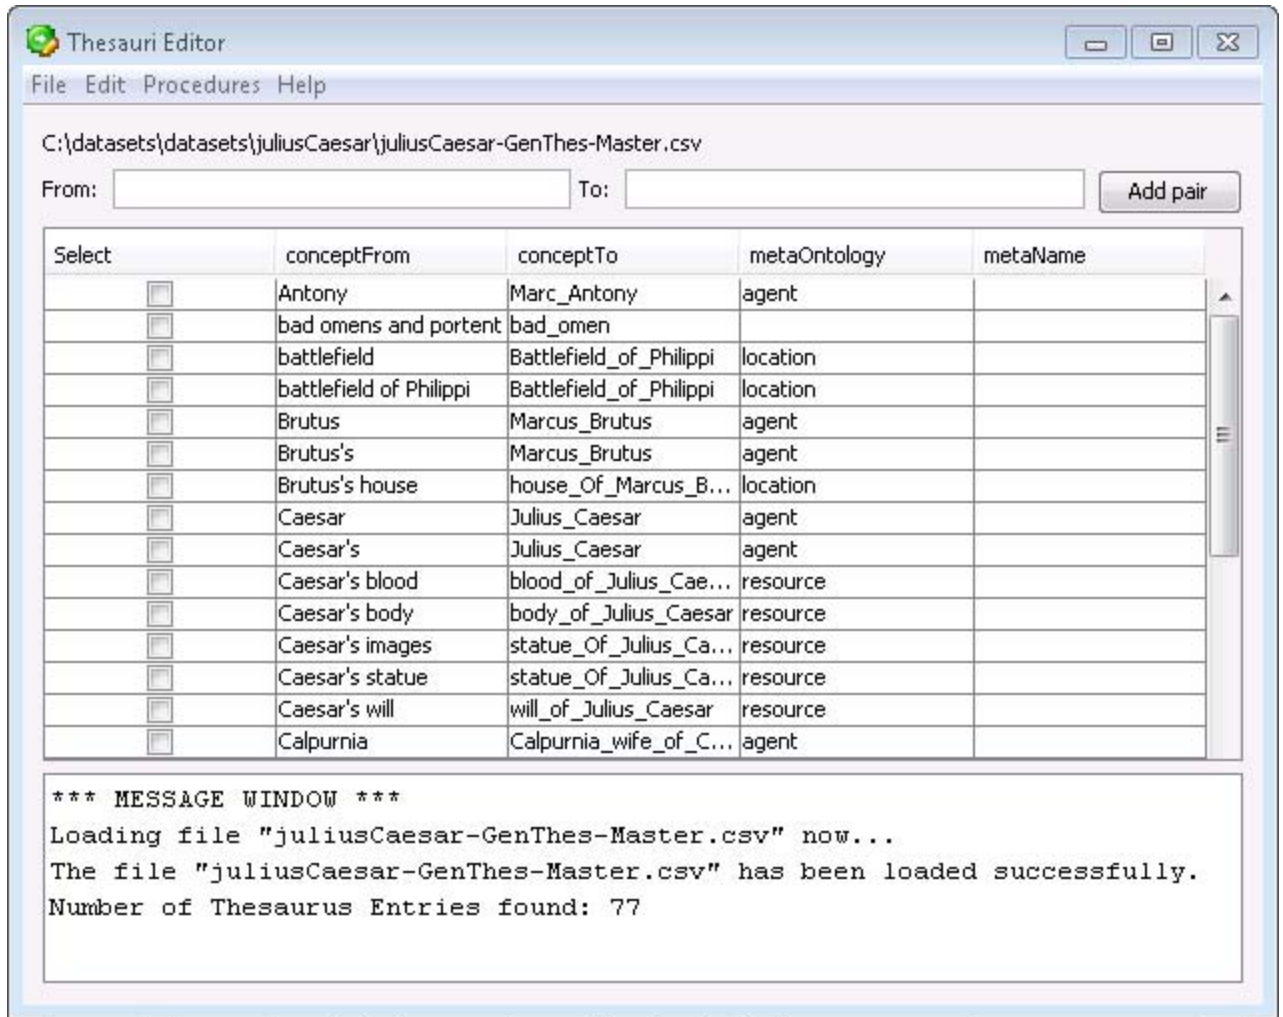 Thesauri Editor
File Edit Procedures Help
C:\datasets\datasets\juliusCaesar\juliusCaesar-GenThes-Master.csv
From: To: Add pair
Select conceptFrom conceptTo metaOntology metaName
Antony Marc_Antony agent
bad omens and portent bad_omen
battlefield Battlefield_of_Philippi location
battlefield of Philippi Battlefield_of_Philippi location
Brutus Marcus_Brutus agent
Brutus's Marcus_Brutus agent
Brutus's house house_Of_Marcus_B... location
Caesar Julius_Caesar agent
Caesar's Julius_Caesar agent
Caesar's blood blood_of_Julius_Cae... resource
Caesar's body body_of_Julius_Caesar resource
Caesar's images statue_Of_Julius_Ca... resource
Caesar's statue statue_Of_Julius_Ca... resource
Caesar's will will_of_Julius_Caesar resource
Calpurnia Calpurnia_wife_of_C... agent
*** MESSAGE WINDOW ***
Loading file "juliusCaesar-GenThes-Master.csv" now...
The file "juliusCaesar-GenThes-Master.csv" has been loaded successfully.
Number of Thesaurus Entries found: 77